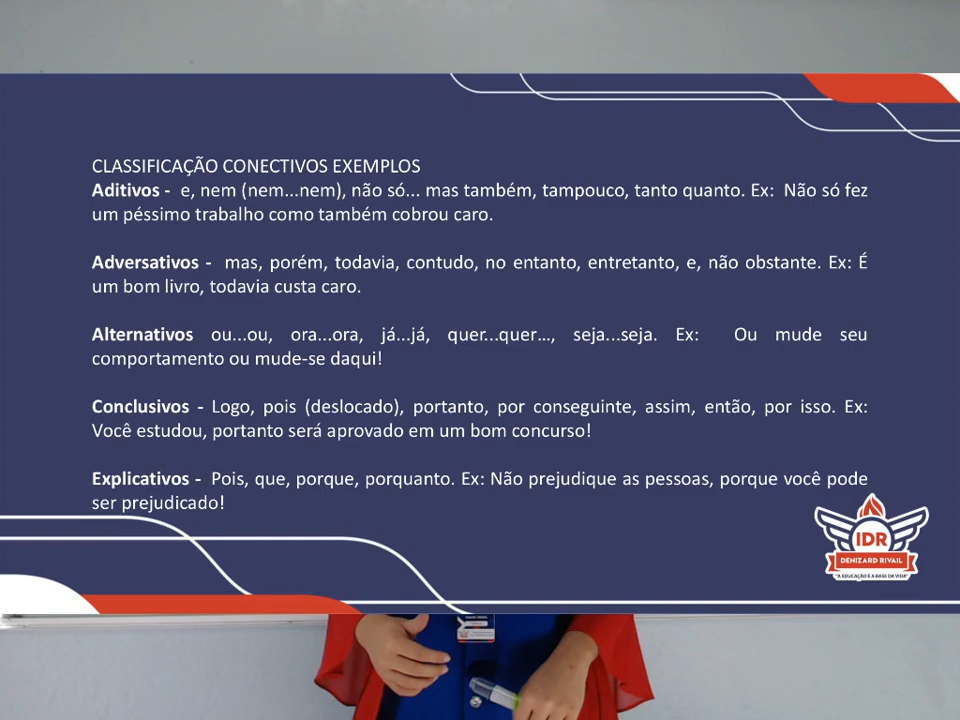 CLASSIFICAÇÃO CONECTIVOS EXEMPLOS
Aditivos - e, nem (nem...nem), não só... mas também, tampouco, tanto quanto. Ex: Não só fez
um péssimo trabalho como também cobrou caro.
Adversativos - mas, porém, todavia, contudo, no entanto, entretanto, e, não obstante. Ex: É
um bom livro, todavia custa caro.
Alternativos ou...ou, ora...ora, já...já, quer...quer..., seja...seja. Ex: Ou mude seu
comportamento ou mude-se daqui!
Conclusivos - Logo, pois (deslocado), portanto, por conseguinte, assim, então, por isso. Ex:
Você estudou, portanto será aprovado em um bom concurso!
Explicativos - Pois, que, porque, porquanto. Ex: Não prejudique as pessoas, porque você pode
ser prejudicado!
IDR
DENIZARD RIVAIL
"A EDUCAÇÃO É A BASE DA VIDA"